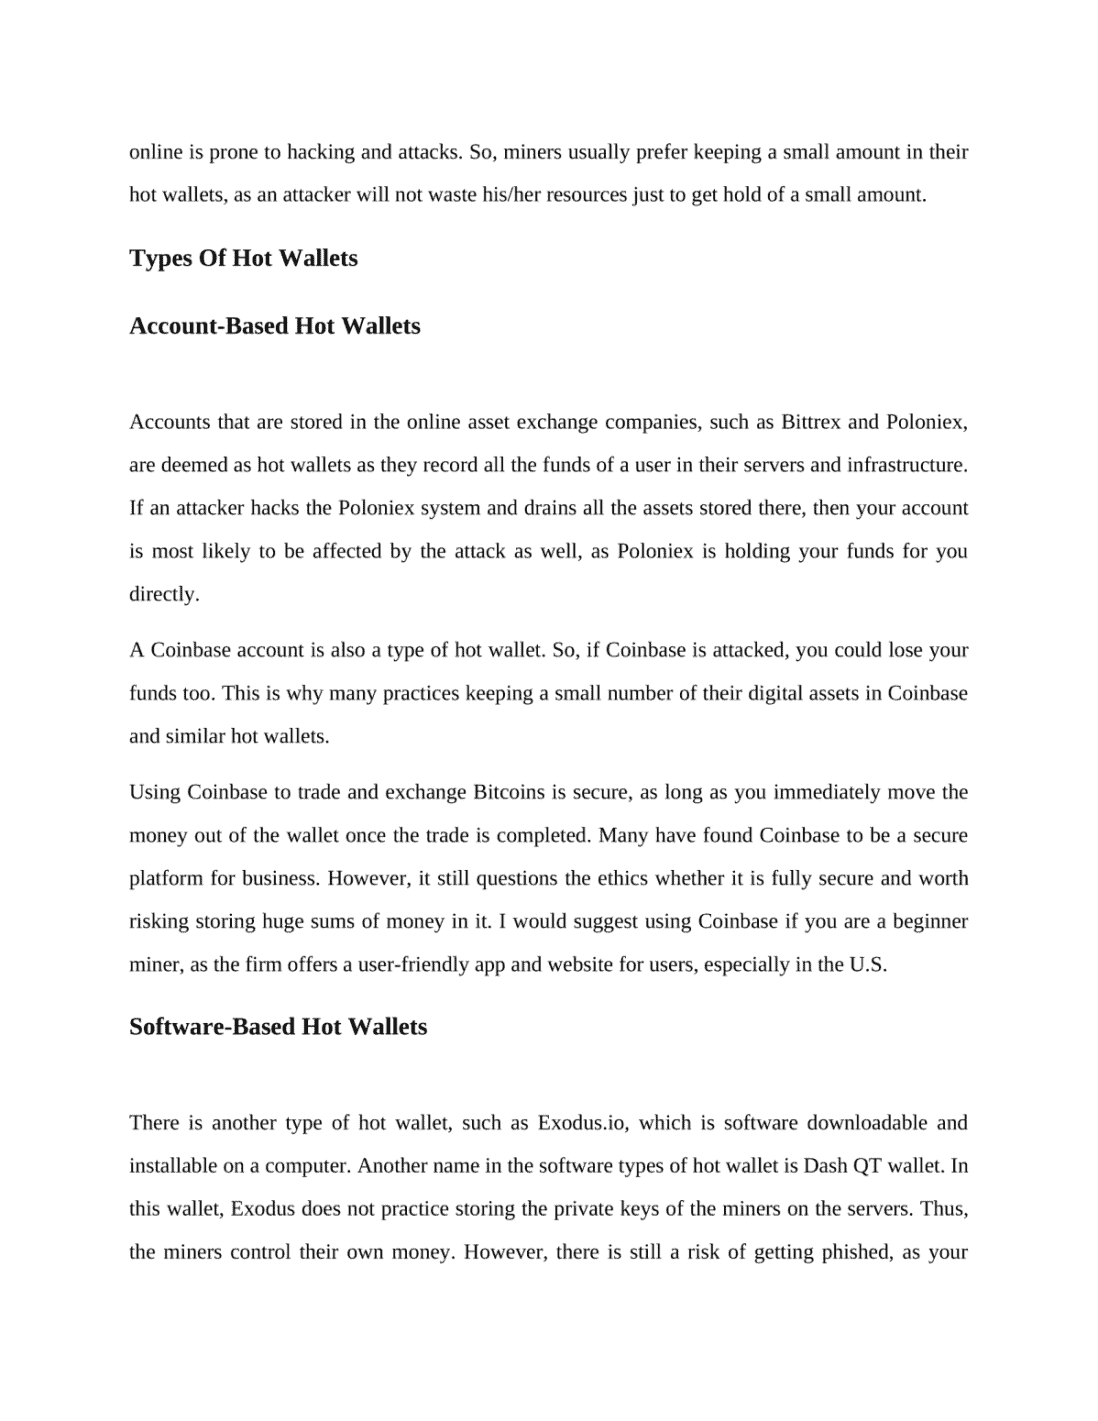 online is prone to hacking and attacks. So, miners usually prefer keeping a small amount in their
hot wallets, as an attacker will not waste his/her resources just to get hold of a small amount.
Types Of Hot Wallets
Account-Based Hot Wallets
Accounts that are stored in the online asset exchange companies, such as Bittrex and Poloniex,
are deemed as hot wallets as they record all the funds of a user in their servers and infrastructure.
If an attacker hacks the Poloniex system and drains all the assets stored there, then your account
is most likely to be affected by the attack as well, as Poloniex is holding your funds for you
directly.
A Coinbase account is also a type of hot wallet. So, if Coinbase is attacked, you could lose your
funds too. This is why many practices keeping a small number of their digital assets in Coinbase
and similar hot wallets.
Using Coinbase to trade and exchange Bitcoins is secure, as long as you immediately move the
money out of the wallet once the trade is completed. Many have found Coinbase to be a secure
platform for business. However, it still questions the ethics whether it is fully secure and worth
risking storing huge sums of money in it. I would suggest using Coinbase if you are a beginner
miner, as the firm offers a user-friendly app and website for users, especially in the U.S.
Software-Based Hot Wallets
There is another type of hot wallet, such as Exodus.io, which is software downloadable and
installable on a computer. Another name in the software types of hot wallet is Dash QT wallet. In
this wallet, Exodus does not practice storing the private keys of the miners on the servers. Thus,
the miners control their own money. However, there is still a risk of getting phished, as your